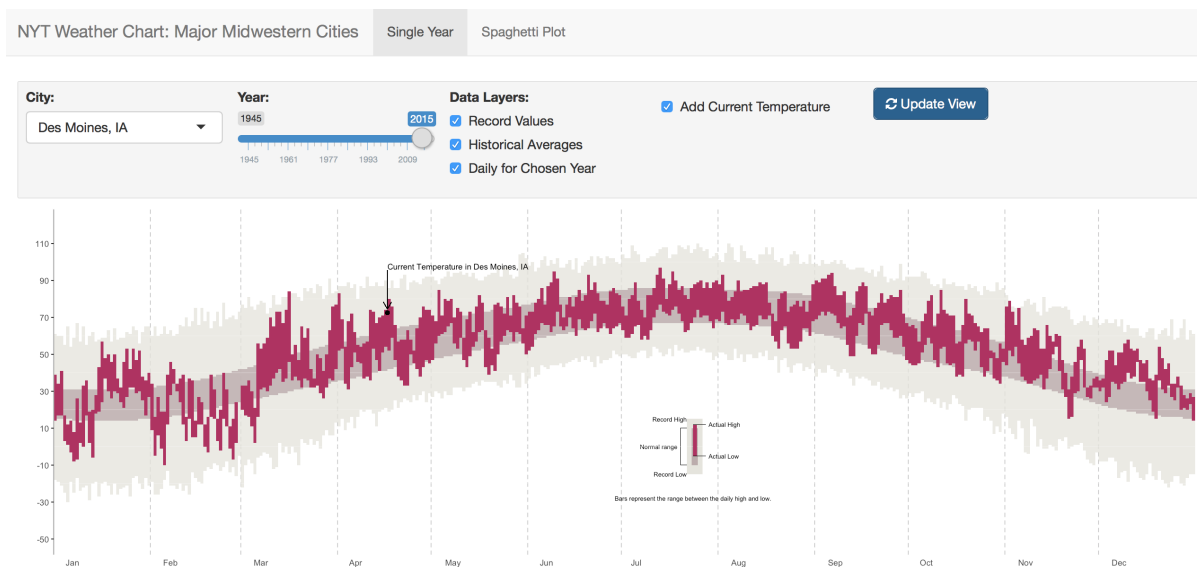 NYT Weather Chart: Major Midwestern Cities Single Year Spaghetti Plot
City: Year: Data Layers:
1945 2015 Add Current Temperature Update View
Des Moines, IA Record Values
1945 1961 1977 1993 2009 Historical Averages
Daily for Chosen Year
110
90
70
50
30
10
-10
-30
-50
Current Temperature in Des Moines, IA
Record High
Actual High
Normal range
Actual Low
Record Low
Bars represent the range between the daily high and low.
Jan Feb Mar Apr May Jun Jul Aug Sep Oct Nov Dec